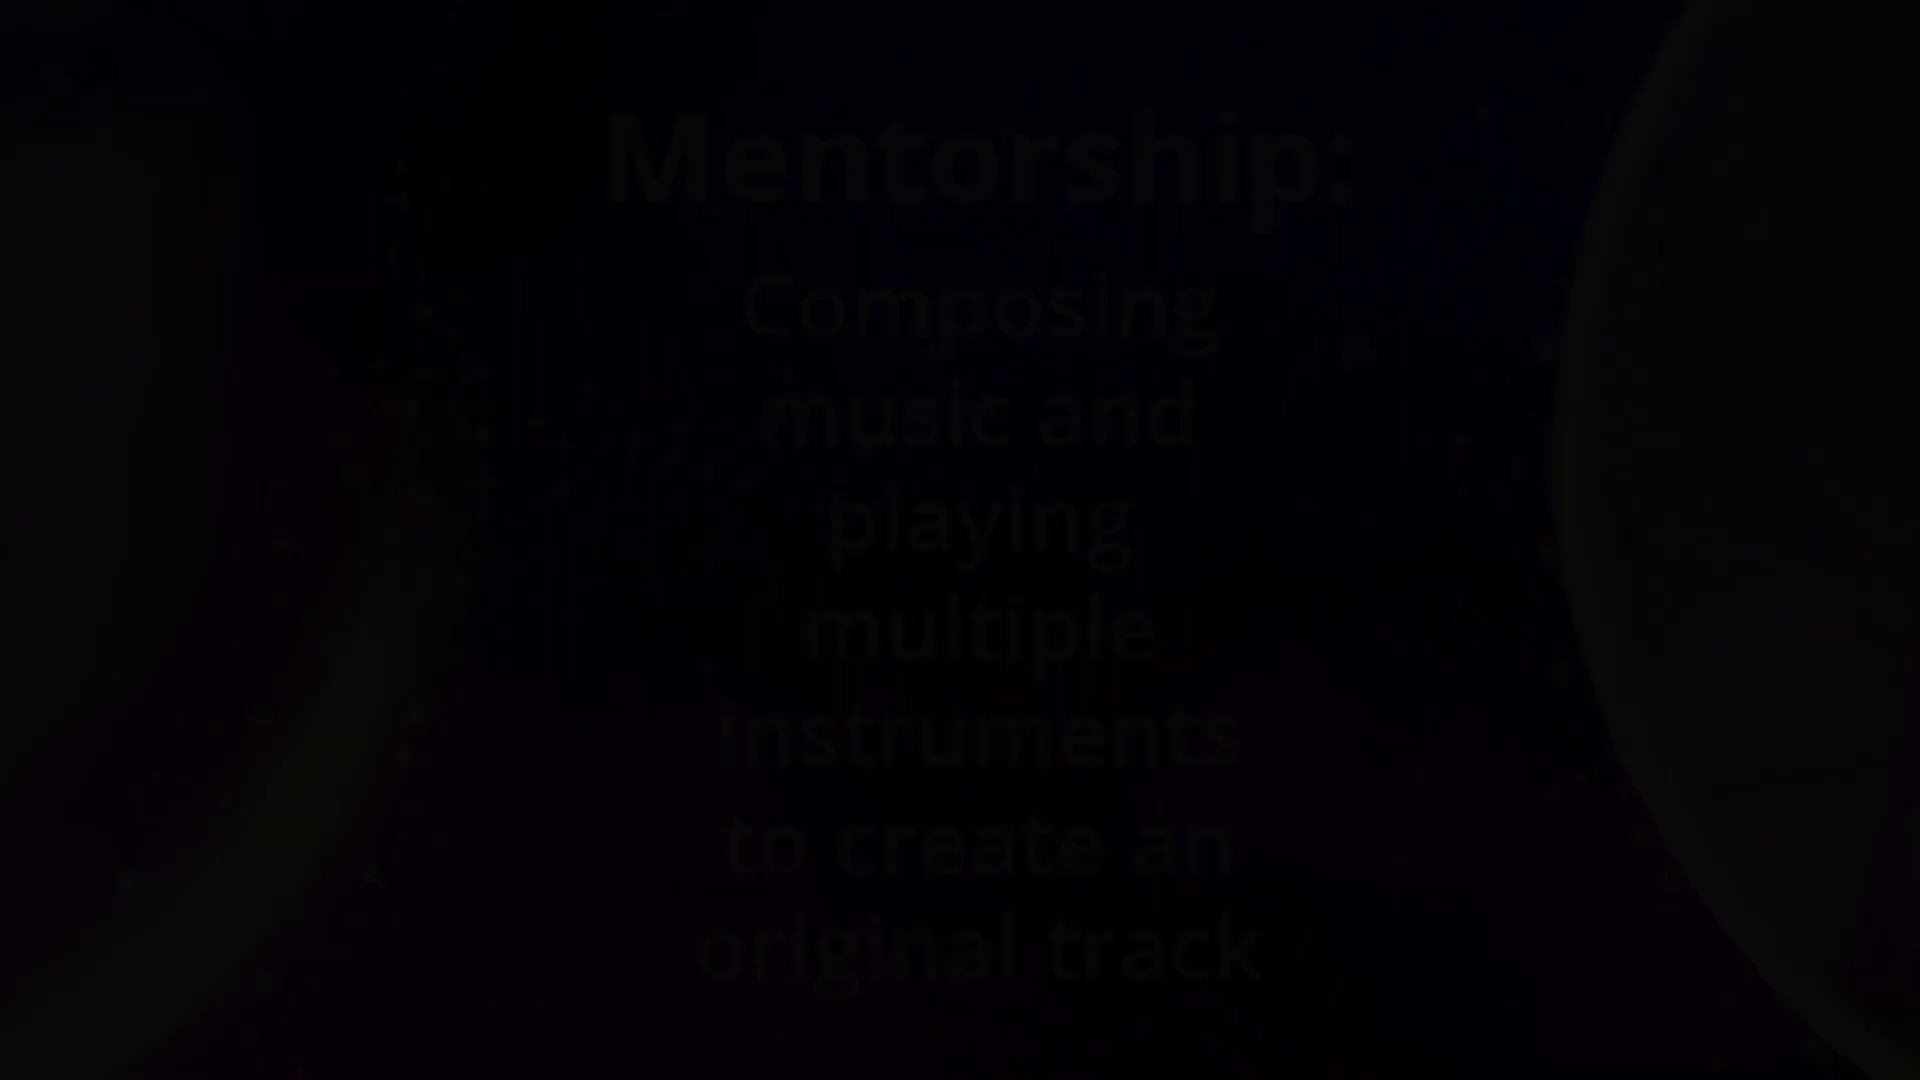 Mentorship:
Composing
music and
playing
multiple
instruments
to create an
original track